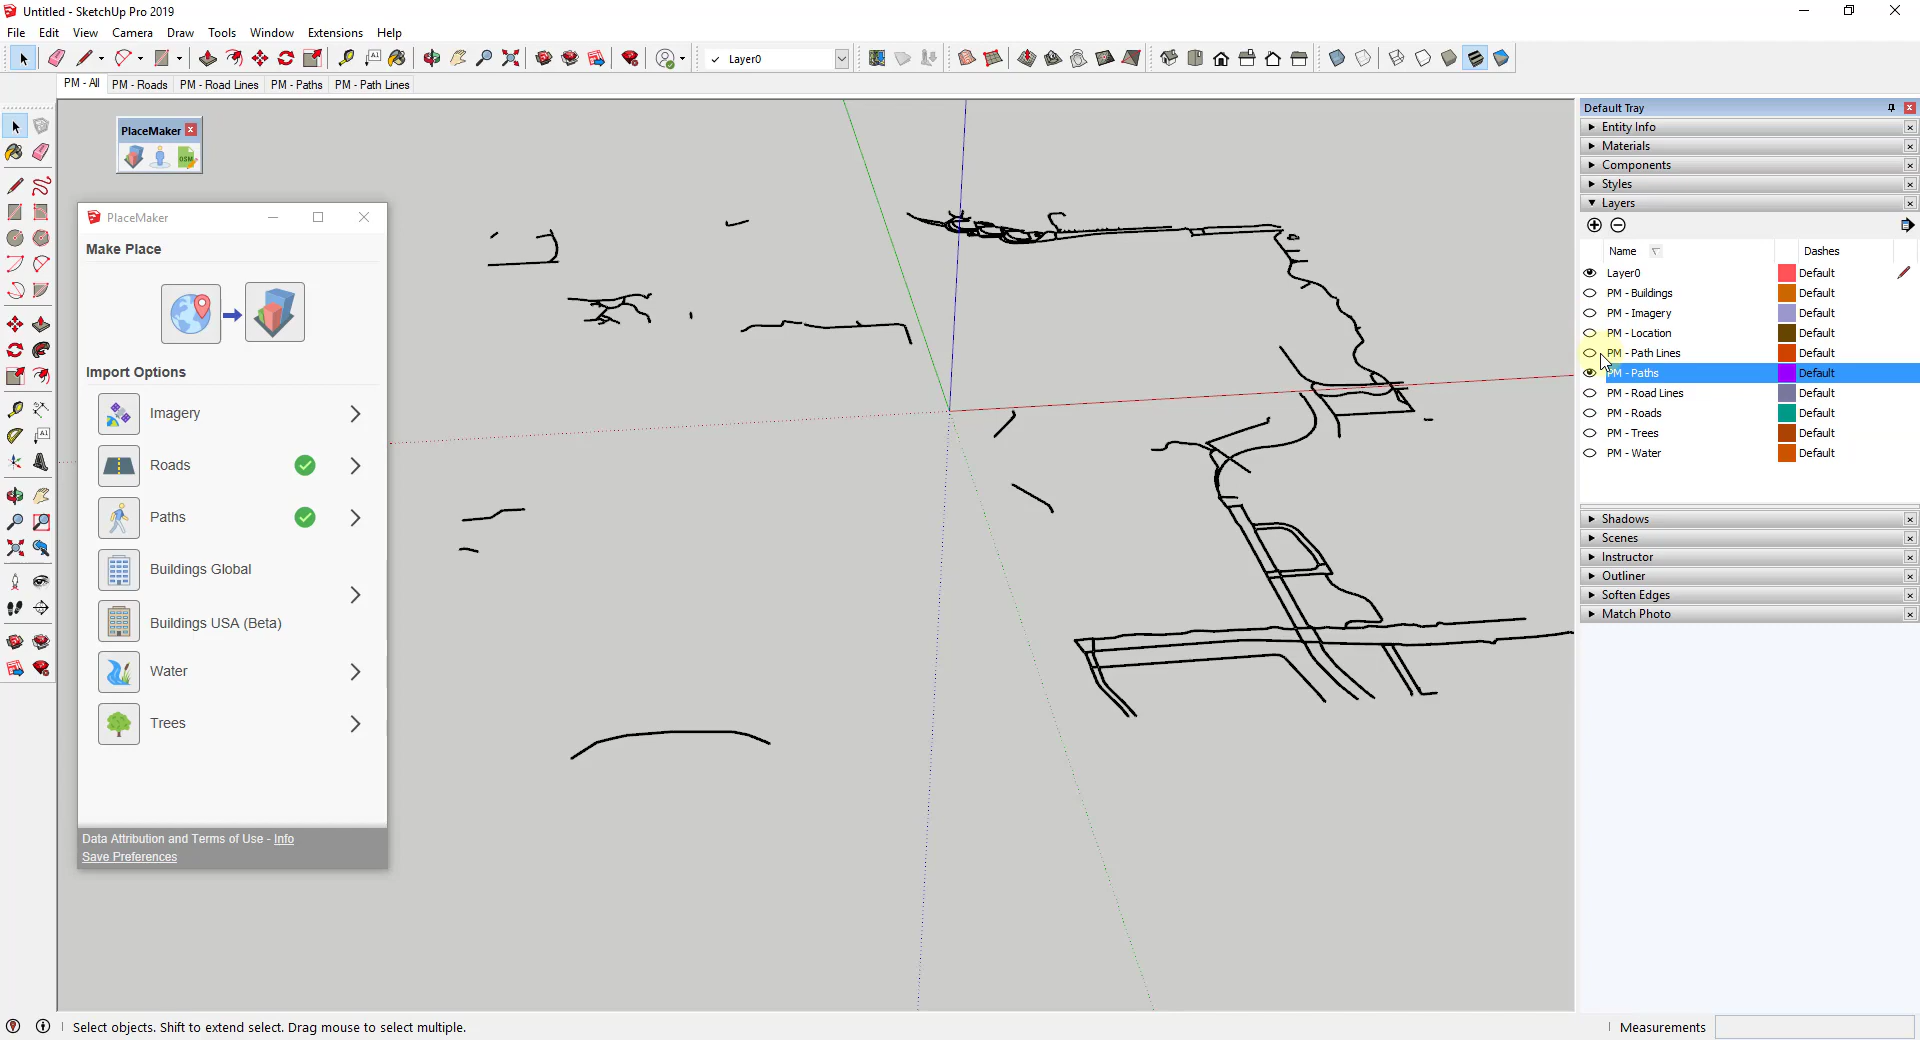 Untitled - SketchUp Pro 2019
File Edit View Camera Draw Tools Window Extensions Help
A1
✓ Layer0
PM - All PM - Roads PM - Road Lines PM - Paths PM - Path Lines
PlaceMaker
OSM
PlaceMaker
Make Place
Import Options
Imagery
Roads
Paths
Buildings Global
Buildings USA (Beta)
Water
Trees
Data Attribution and Terms of Use - Info
Save Preferences
A1
Default Tray
Entity Info
Materials
Components
Styles
Layers
Name Dashes
Layer0 Default
PM - Buildings Default
PM - Imagery Default
PM - Location Default
PM - Path Lines Default
PM - Paths Default
PM - Road Lines Default
PM - Roads Default
PM - Trees Default
PM - Water Default
Shadows
Scenes
Instructor
Outliner
Soften Edges
Match Photo
Select objects. Shift to extend select. Drag mouse to select multiple.
Measurements